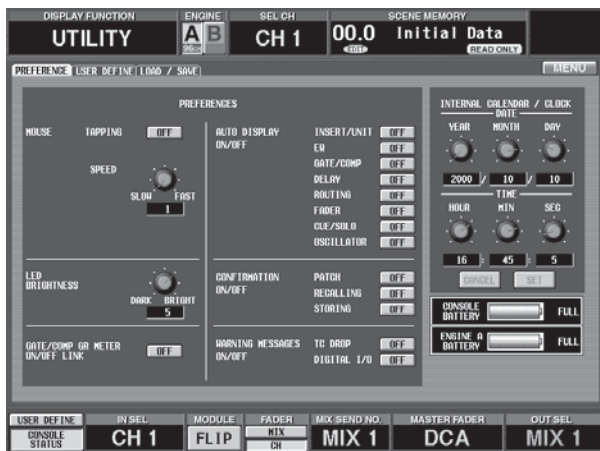 DISPLAY FUNCTION ENGINE SEL CH SCENE MEMORY
UTILITY A B CH 1 00.0 Initial Data
EDIT READ ONLY
PREFERENCE USER DEFINE LOAD / SAVE MENU
PREFERENCES
MOUSE TAPPING OFF
SPEED
SLOW FAST
1
LED
BRIGHTNESS
DARK BRIGHT
5
GATE/COMP GR METER
ON/OFF LINK OFF
AUTO DISPLAY
ON/OFF
INSERT/UNIT OFF
EQ OFF
GATE/COMP OFF
DELAY OFF
ROUTING OFF
FADER OFF
CUE/SOLO OFF
OSCILLATOR OFF
CONFIRMATION
ON/OFF
PATCH OFF
RECALLING OFF
STORING OFF
WARNING MESSAGES
ON/OFF
TC DROP OFF
DIGITAL I/O OFF
INTERNAL CALENDAR / CLOCK
DATE
YEAR MONTH DAY
2000 / 10 / 10
TIME
HOUR MIN SEC
16 : 45 : 5
CANCEL SET
CONSOLE
BATTERY FULL
ENGINE A
BATTERY FULL
USER DEFINE IN SEL MODULE FADER MIX SEND NO. MASTER FADER OUT SEL
CONSOLE
STATUS
CH 1 FLIP MIX
CH
MIX 1 DCA MIX 1